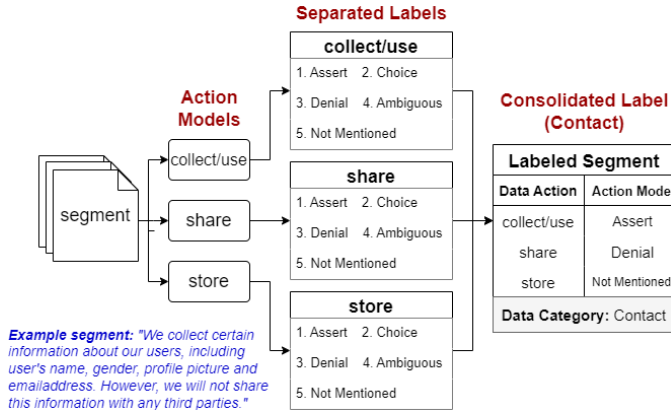 Separated Labels
collect/use
1. Assert 2. Choice
3. Denial 4. Ambiguous
5. Not Mentioned
Action
Models
collect/use
share
store
segment
share
1. Assert 2. Choice
3. Denial 4. Ambiguous
5. Not Mentioned
store
1. Assert 2. Choice
3. Denial 4. Ambiguous
5. Not Mentioned
Consolidated Label
(Contact)
Labeled Segment
Data Action Action Mode
collect/use Assert
share Denial
store Not Mentioned
Data Category: Contact
Example segment: "We collect certain
information about our users, including
user's name, gender, profile picture and
emailaddress. However, we will not share
this information with any third parties."